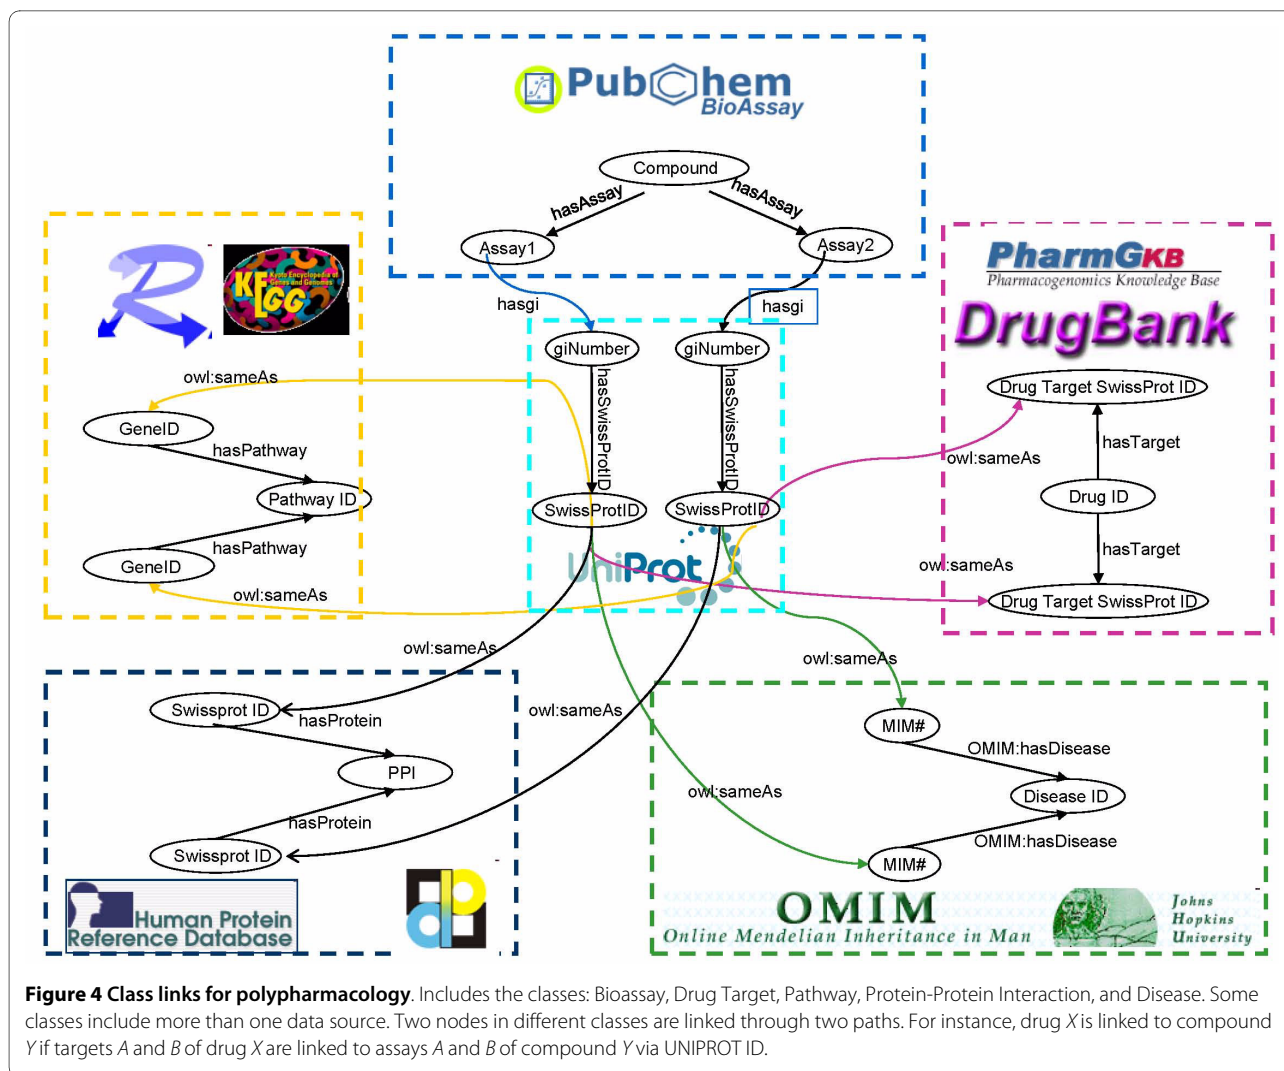 PubChem
BioAssay
Compound
hasAssay
hasAssay
Assay1
Assay2
hasgi
hasgi
KEGG
Kyoto Encyclopedia of
Genes and Genomes
PharmGKB
Pharmacogenomics Knowledge Base
DrugBank
giNumber
giNumber
hasSwissProtID
hasSwissProtID
SwissProtID
SwissProtID
UniProt
owl:sameAs
GeneID
hasPathway
Pathway ID
hasPathway
GeneID
owl:sameAs
Drug Target SwissProt ID
owl:sameAs
hasTarget
Drug ID
hasTarget
owl:sameAs
Drug Target SwissProt ID
owl:sameAs
Swissprot ID
hasProtein
PPI
hasProtein
Swissprot ID
owl:sameAs
Human Protein
Reference Database
owl:sameAs
MIM#
OMIM:hasDisease
Disease ID
owl:sameAs
OMIM:hasDisease
MIM#
OMIM
Online Mendelian Inheritance in Man
Johns
Hopkins
University
Figure 4 Class links for polypharmacology. Includes the classes: Bioassay, Drug Target, Pathway, Protein-Protein Interaction, and Disease. Some
classes include more than one data source. Two nodes in different classes are linked through two paths. For instance, drug X is linked to compound
Y if targets A and B of drug X are linked to assays A and B of compound Y via UNIPROT ID.